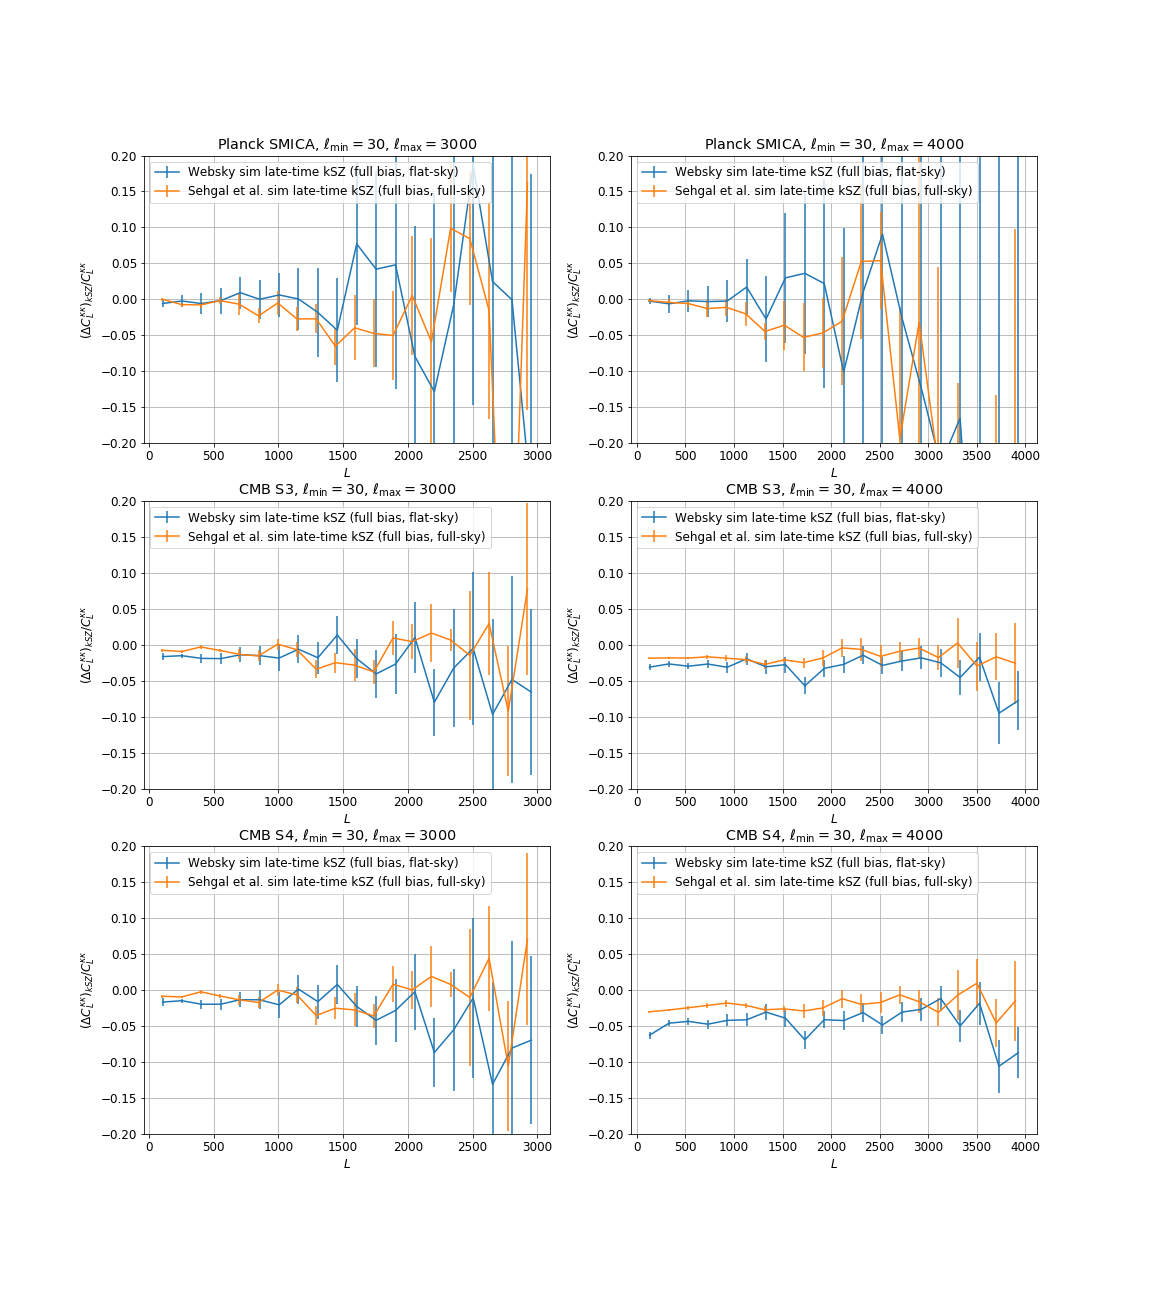 Planck SMICA, ℓmin = 30, ℓmax = 3000
Websky sim late-time kSZ (full bias, flat-sky)
Sehgal et al. sim late-time kSZ (full bias, full-sky)
0.20
0.15
0.10
0.05
0.00
−0.05
−0.10
−0.15
−0.20
(ΔC_L^κκ)_kSZ/C_L^κκ
0 500 1000 1500 2000 2500 3000
L
Planck SMICA, ℓmin = 30, ℓmax = 4000
Websky sim late-time kSZ (full bias, flat-sky)
Sehgal et al. sim late-time kSZ (full bias, full-sky)
0.20
0.15
0.10
0.05
0.00
−0.05
−0.10
−0.15
−0.20
(ΔC_L^κκ)_kSZ/C_L^κκ
0 500 1000 1500 2000 2500 3000 3500 4000
L
CMB S3, ℓmin = 30, ℓmax = 3000
Websky sim late-time kSZ (full bias, flat-sky)
Sehgal et al. sim late-time kSZ (full bias, full-sky)
0.20
0.15
0.10
0.05
0.00
−0.05
−0.10
−0.15
−0.20
(ΔC_L^κκ)_kSZ/C_L^κκ
0 500 1000 1500 2000 2500 3000
L
CMB S3, ℓmin = 30, ℓmax = 4000
Websky sim late-time kSZ (full bias, flat-sky)
Sehgal et al. sim late-time kSZ (full bias, full-sky)
0.20
0.15
0.10
0.05
0.00
−0.05
−0.10
−0.15
−0.20
(ΔC_L^κκ)_kSZ/C_L^κκ
0 500 1000 1500 2000 2500 3000 3500 4000
L
CMB S4, ℓmin = 30, ℓmax = 3000
Websky sim late-time kSZ (full bias, flat-sky)
Sehgal et al. sim late-time kSZ (full bias, full-sky)
0.20
0.15
0.10
0.05
0.00
−0.05
−0.10
−0.15
−0.20
(ΔC_L^κκ)_kSZ/C_L^κκ
0 500 1000 1500 2000 2500 3000
L
CMB S4, ℓmin = 30, ℓmax = 4000
Websky sim late-time kSZ (full bias, flat-sky)
Sehgal et al. sim late-time kSZ (full bias, full-sky)
0.20
0.15
0.10
0.05
0.00
−0.05
−0.10
−0.15
−0.20
(ΔC_L^κκ)_kSZ/C_L^κκ
0 500 1000 1500 2000 2500 3000 3500 4000
L